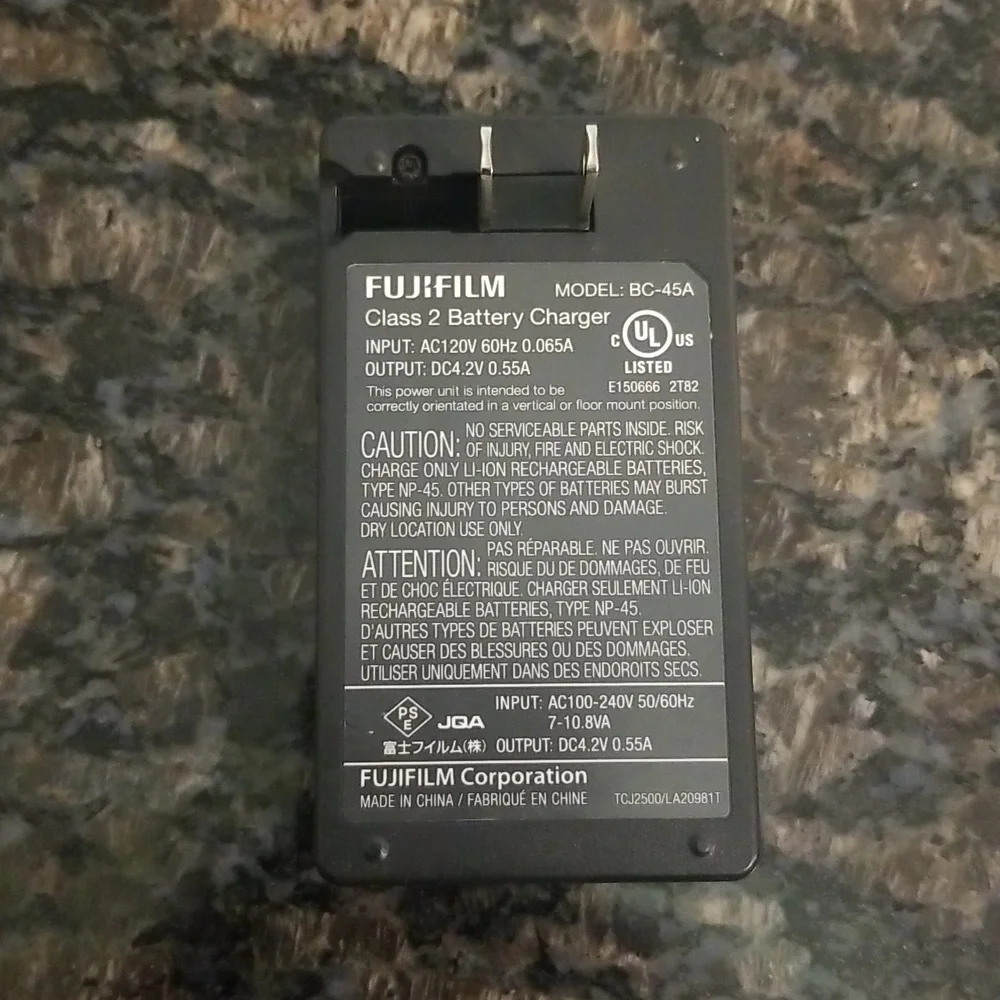 FUJIFILM MODEL: BC-45A
Class 2 Battery Charger
INPUT: AC120V 60Hz 0.065A
OUTPUT: DC4.2V 0.55A
C UL US
LISTED
E150666 2T82
This power unit is intended to be
correctly orientated in a vertical or floor mount position.
CAUTION: NO SERVICEABLE PARTS INSIDE. RISK
OF INJURY, FIRE AND ELECTRIC SHOCK.
CHARGE ONLY LI-ION RECHARGEABLE BATTERIES,
TYPE NP-45. OTHER TYPES OF BATTERIES MAY BURST
CAUSING INJURY TO PERSONS AND DAMAGE.
DRY LOCATION USE ONLY.
ATTENTION: PAS RÉPARABLE. NE PAS OUVRIR.
RISQUE DU DE DOMMAGES, DE FEU
ET DE CHOC ÉLECTRIQUE. CHARGER SEULEMENT LI-ION
RECHARGEABLE BATTERIES, TYPE NP-45.
D'AUTRES TYPES DE BATTERIES PEUVENT EXPLOSER
ET CAUSER DES BLESSURES OU DES DOMMAGES.
UTILISER UNIQUEMENT DANS DES ENDOROITS SECS.
PS E JQA
INPUT: AC100-240V 50/60Hz
7-10.8VA
富士フイルム(株) OUTPUT: DC4.2V 0.55A
FUJIFILM Corporation
MADE IN CHINA / FABRIQUÉ EN CHINE TCJ2500/LA20981T